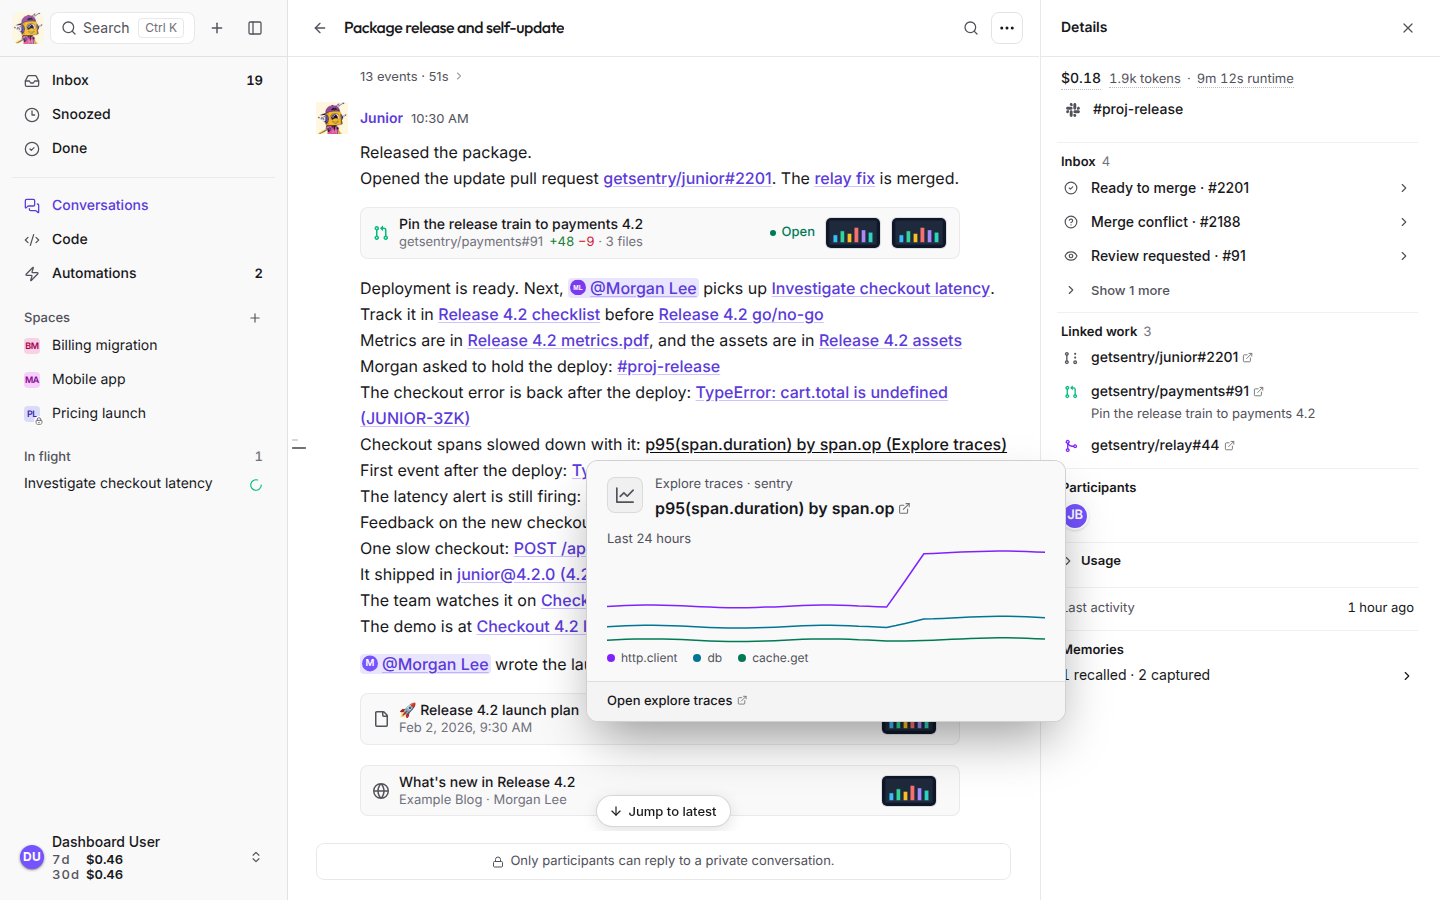 Search Ctrl K
Inbox 19
Snoozed
Done
Conversations
Code
Automations 2
Spaces
BM Billing migration
MA Mobile app
PL Pricing launch
In flight 1
Investigate checkout latency
DU Dashboard User
7d $0.46
30d $0.46
Package release and self-update
13 events · 51s
Junior 10:30 AM
Released the package.
Opened the update pull request getsentry/junior#2201. The relay fix is merged.
Pin the release train to payments 4.2
getsentry/payments#91 +48 −9 · 3 files
Open
Deployment is ready. Next, ML @Morgan Lee picks up Investigate checkout latency.
Track it in Release 4.2 checklist before Release 4.2 go/no-go
Metrics are in Release 4.2 metrics.pdf, and the assets are in Release 4.2 assets
Morgan asked to hold the deploy: #proj-release
The checkout error is back after the deploy: TypeError: cart.total is undefined
(JUNIOR-3ZK)
Checkout spans slowed down with it: p95(span.duration) by span.op (Explore traces)
First event after the deploy:
The latency alert is still firing:
Feedback on the new
One slow checkout: POST
It shipped in junior@4.2.0
The team watches it on
The demo is at Checkout 4.2
M @Morgan Lee wrote the
Explore traces · sentry
p95(span.duration) by span.op
Last 24 hours
http.client db cache.get
Open explore traces
🚀 Release 4.2 launch plan
Feb 2, 2026, 9:30 AM
What's new in Release 4.2
Example Blog · Morgan Lee
Jump to latest
Only participants can reply to a private conversation.
Details
$0.18 1.9k tokens · 9m 12s runtime
#proj-release
Inbox 4
Ready to merge · #2201
Merge conflict · #2188
Review requested · #91
Show 1 more
Linked work 3
getsentry/junior#2201
getsentry/payments#91
Pin the release train to payments 4.2
getsentry/relay#44
Participants
JB
Usage
Last activity 1 hour ago
Memories
1 recalled · 2 captured